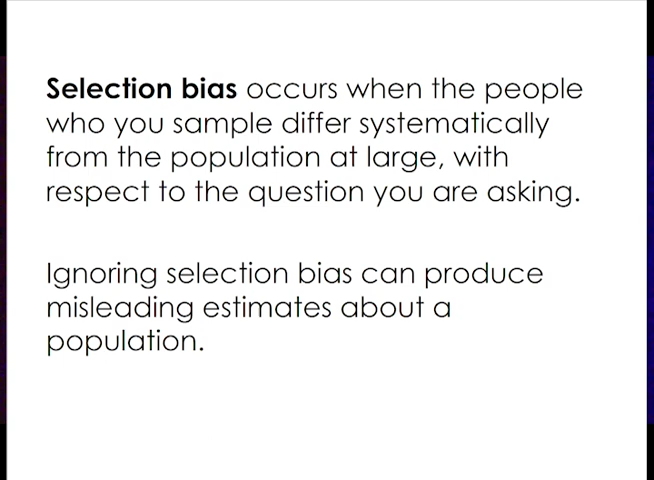 Selection bias occurs when the people
who you sample differ systematically
from the population at large, with
respect to the question you are asking.
Ignoring selection bias can produce
misleading estimates about a
population.